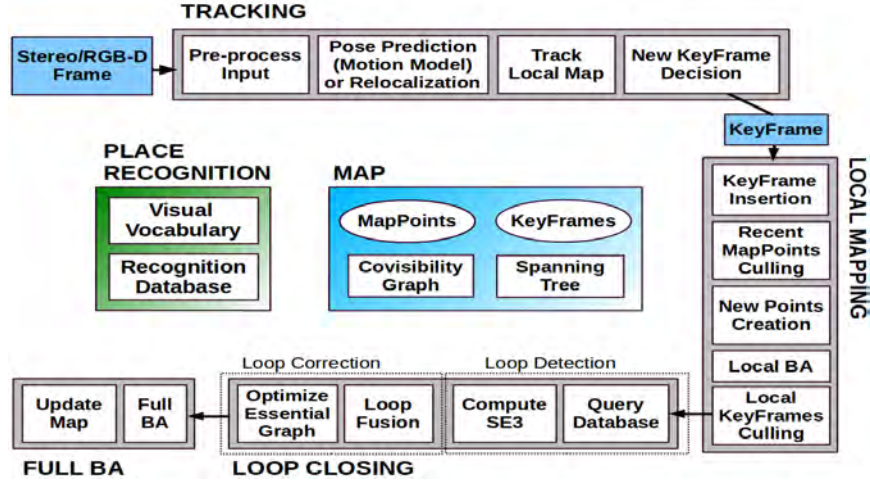 TRACKING
Stereo/RGB-D
Frame
Pre-process
Input
Pose Prediction
(Motion Model)
or Relocalization
Track
Local Map
New KeyFrame
Decision
KeyFrame
PLACE
RECOGNITION
Visual
Vocabulary
Recognition
Database
MAP
MapPoints
KeyFrames
Covisibility
Graph
Spanning
Tree
LOCAL MAPPING
KeyFrame
Insertion
Recent
MapPoints
Culling
New Points
Creation
Local BA
Local
KeyFrames
Culling
Loop Correction
Loop Detection
Update
Map
Full
BA
Optimize
Essential
Graph
Loop
Fusion
Compute
SE3
Query
Database
FULL BA
LOOP CLOSING